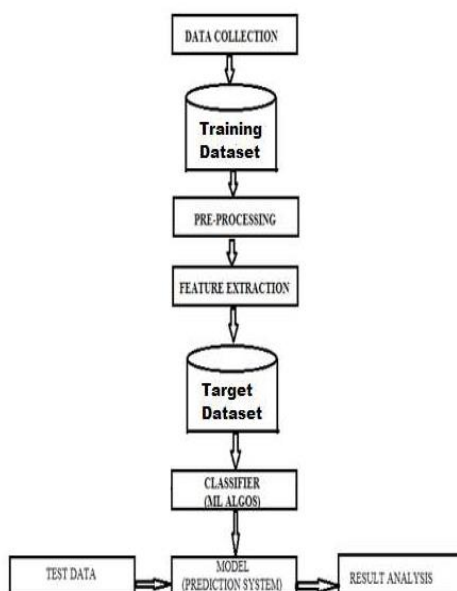 DATA COLLECTION
Training
Dataset
PRE-PROCESSING
FEATURE EXTRACTION
Target
Dataset
CLASSIFIER
(ML ALGOS)
TEST DATA
MODEL
(PREDICTION SYSTEM)
RESULT ANALYSIS